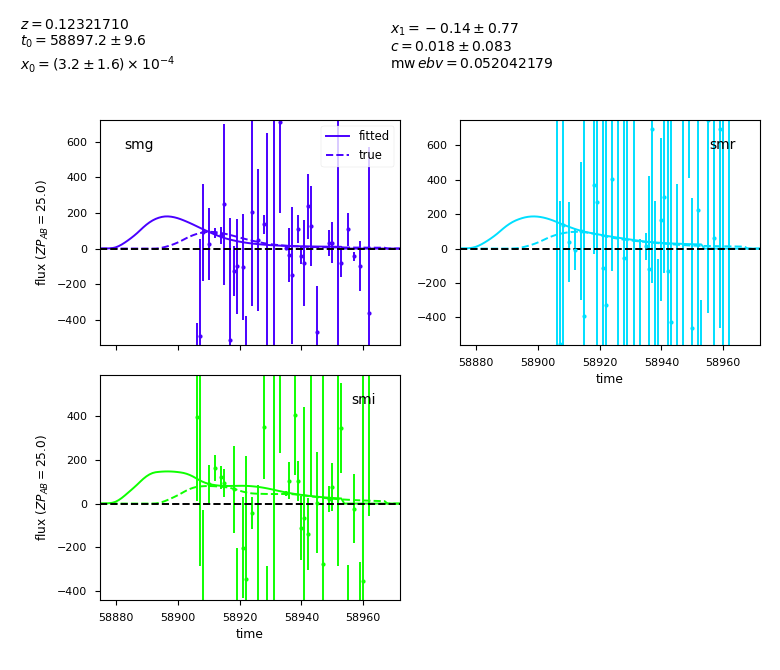 z = 0.12321710
t₀ = 58897.2 ± 9.6
x₀ = (3.2 ± 1.6) × 10⁻⁴
x₁ = −0.14 ± 0.77
c = 0.018 ± 0.083
mw ebv = 0.052042179
smg
fitted
true
600
400
200
0
−200
−400
flux (ZP_AB = 25.0)
smr
600
400
200
0
−200
−400
58880 58900 58920 58940 58960
time
smi
400
200
0
−200
−400
flux (ZP_AB = 25.0)
58880 58900 58920 58940 58960
time